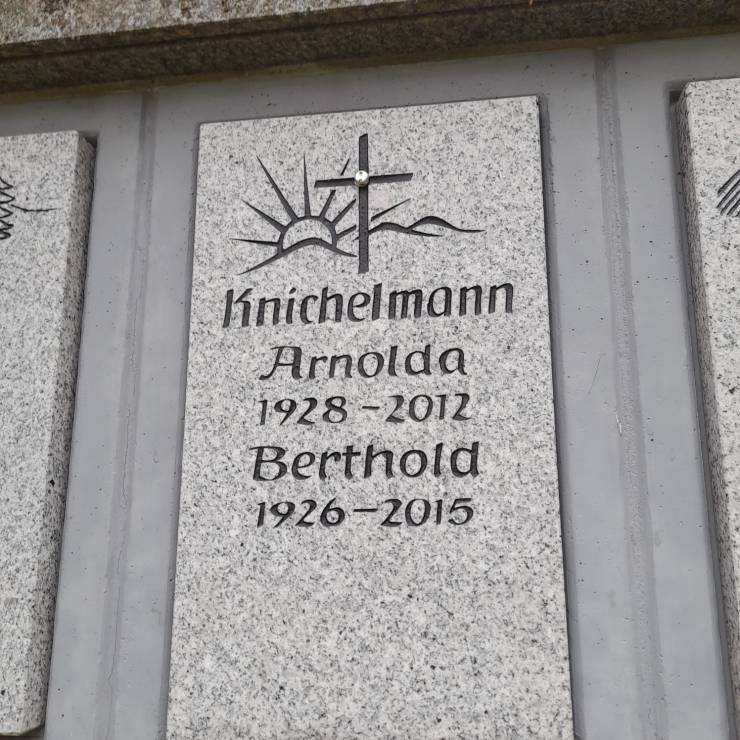 Knichelmann
Arnolda
1928 - 2012
Berthold
1926 - 2015